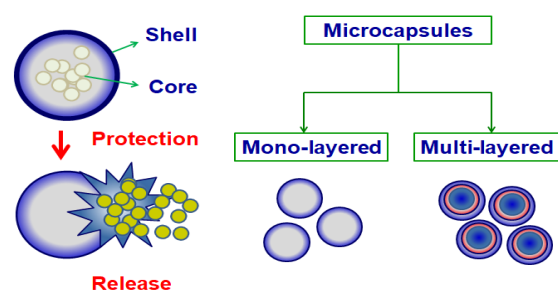 Shell
Core
Protection
Release
Microcapsules
Mono-layered
Multi-layered